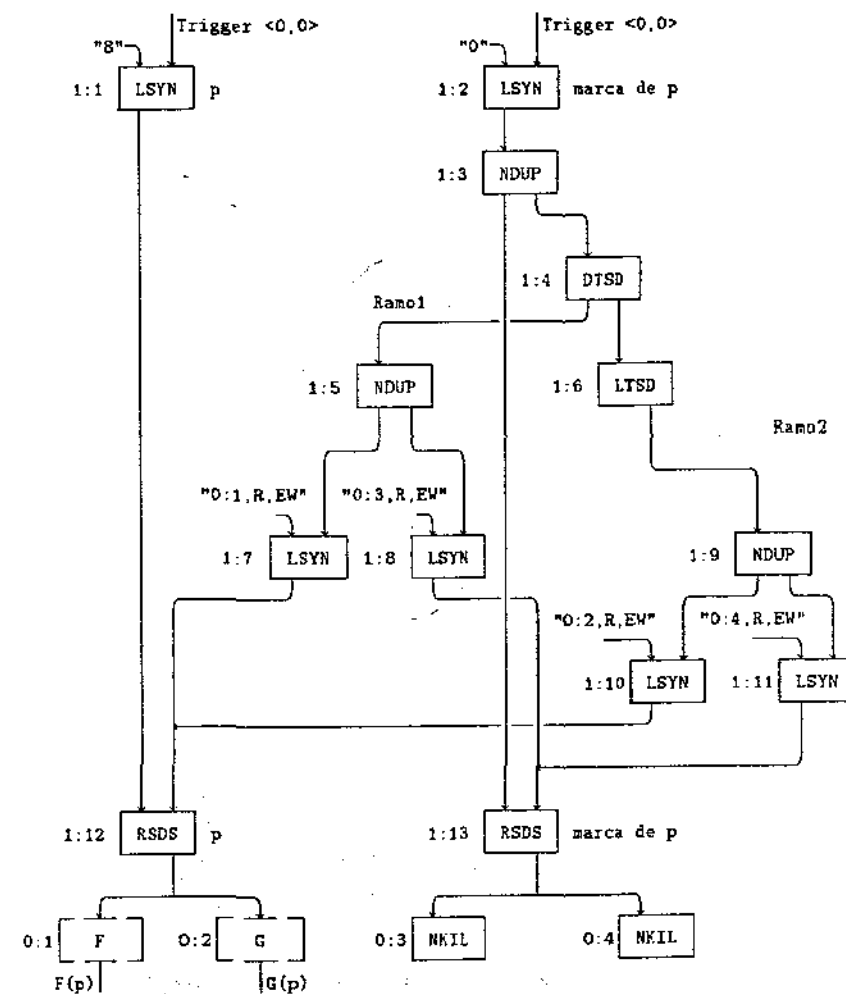 Trigger <0,0>
Trigger <0,0>
"8"
"0"
1:1 LSYN p
1:2 LSYN marca de p
1:3 NDUP
1:4 DTSD
Ramo1
1:5 NDUP
1:6 LTSD
Ramo2
"0:1,R,EW" "0:3,R,EW"
1:7 LSYN 1:8 LSYN
1:9 NDUP
"0:2,R,EW" "0:4,R,EW"
1:10 LSYN 1:11 LSYN
1:12 RSDS p
1:13 RSDS marca de p
0:1 F 0:2 G 0:3 NKIL 0:4 NKIL
F(p) G(p)